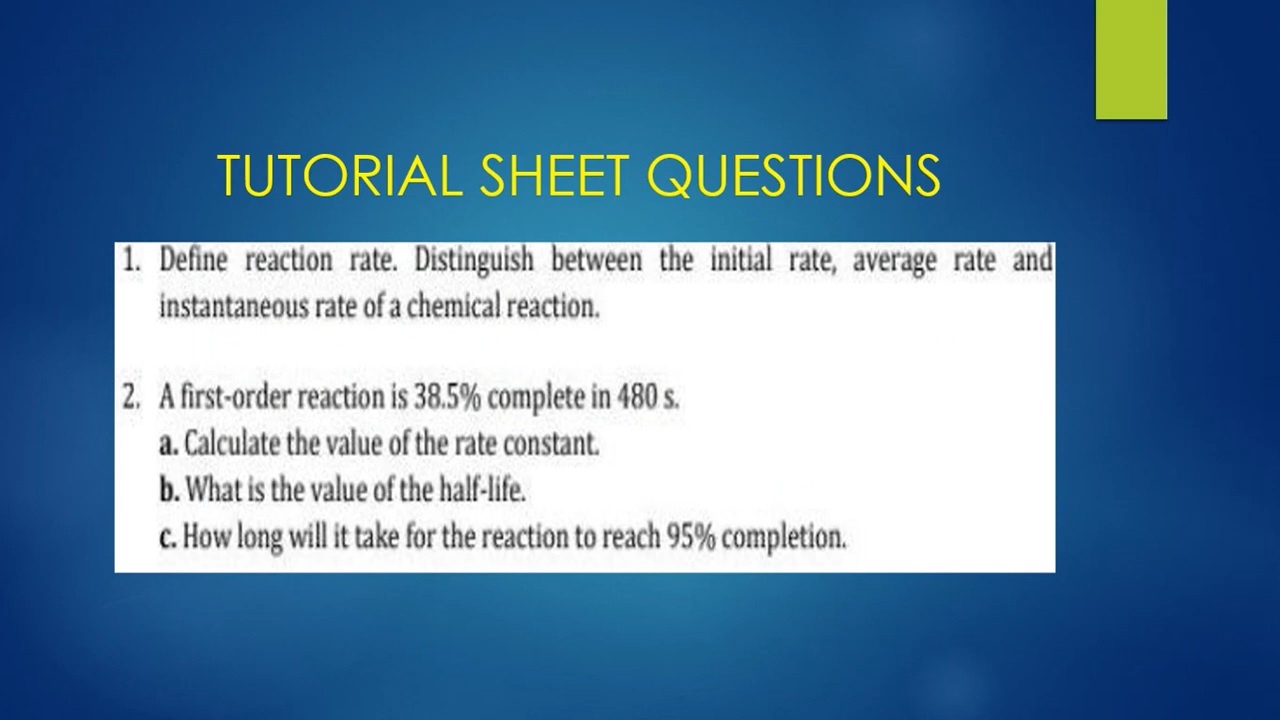 TUTORIAL SHEET QUESTIONS
1. Define reaction rate. Distinguish between the initial rate, average rate and
instantaneous rate of a chemical reaction.
2. A first-order reaction is 38.5% complete in 480 s.
a. Calculate the value of the rate constant.
b. What is the value of the half-life.
c. How long will it take for the reaction to reach 95% completion.